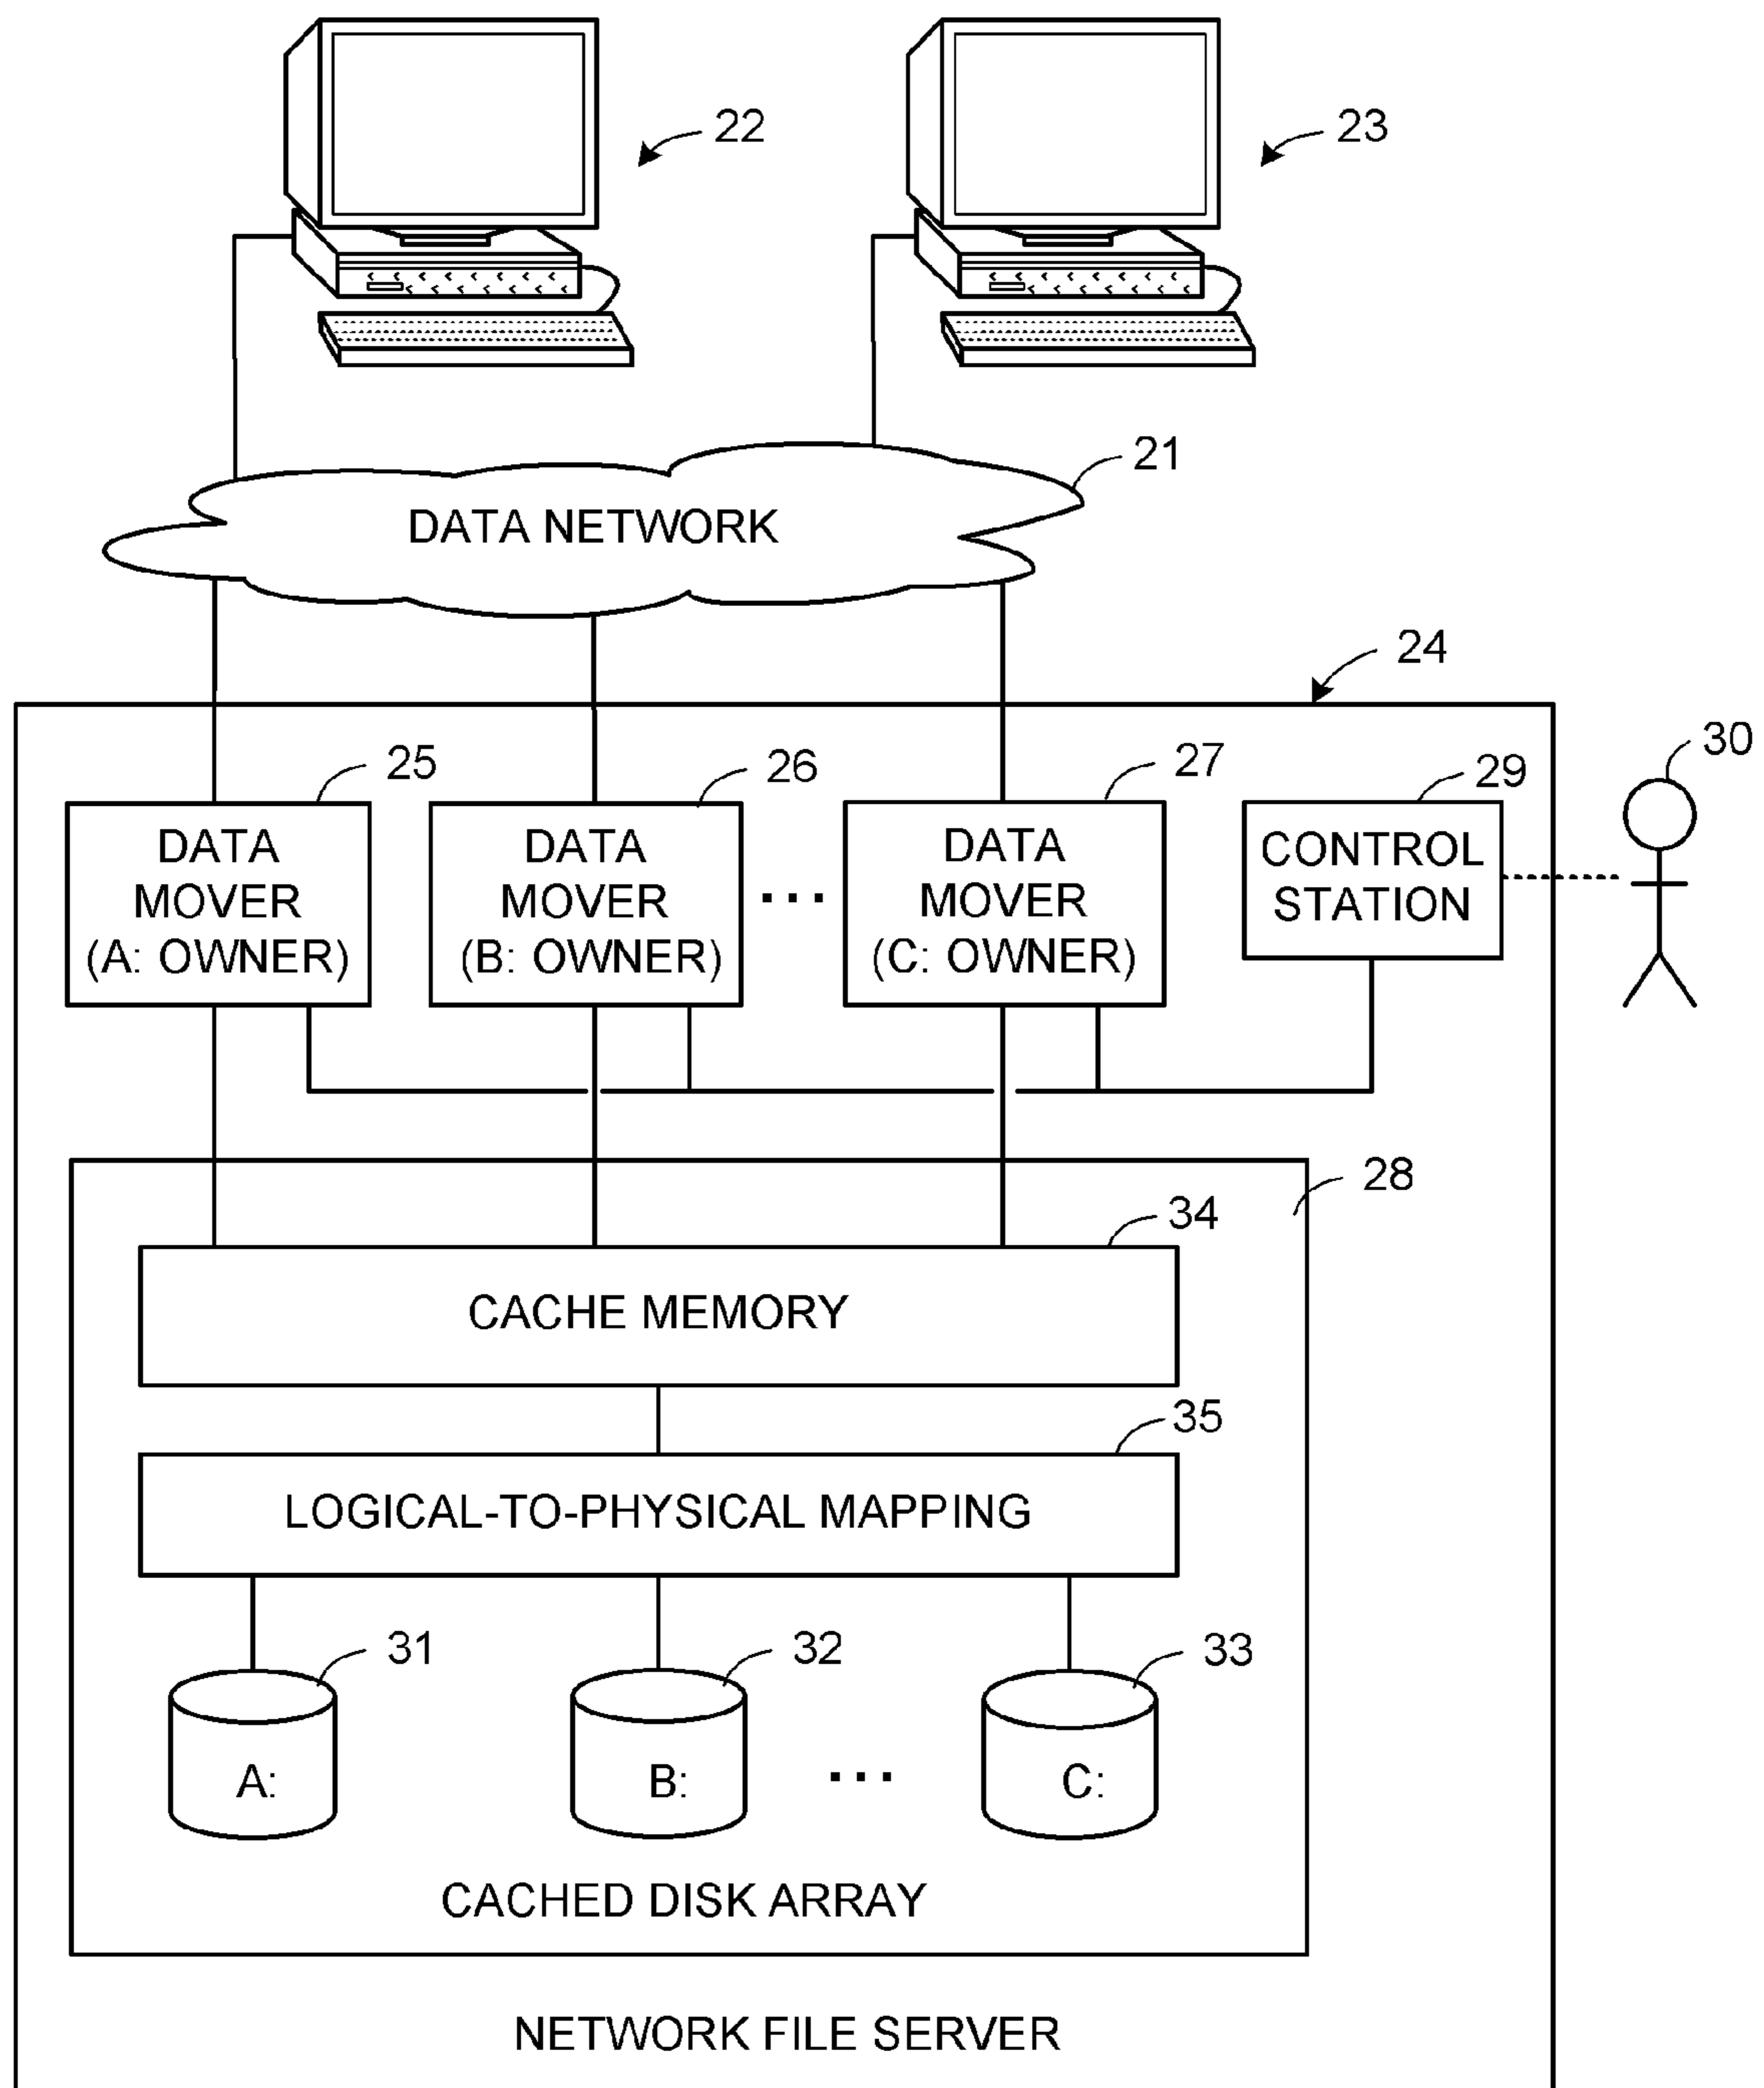 22
23
21
DATA NETWORK
24
25
26
27
29
30
DATA
MOVER
(A: OWNER)
DATA
MOVER
(B: OWNER)
...
DATA
MOVER
(C: OWNER)
CONTROL
STATION
28
34
CACHE MEMORY
35
LOGICAL-TO-PHYSICAL MAPPING
31
32
33
A:
B:
...
C:
CACHED DISK ARRAY
NETWORK FILE SERVER